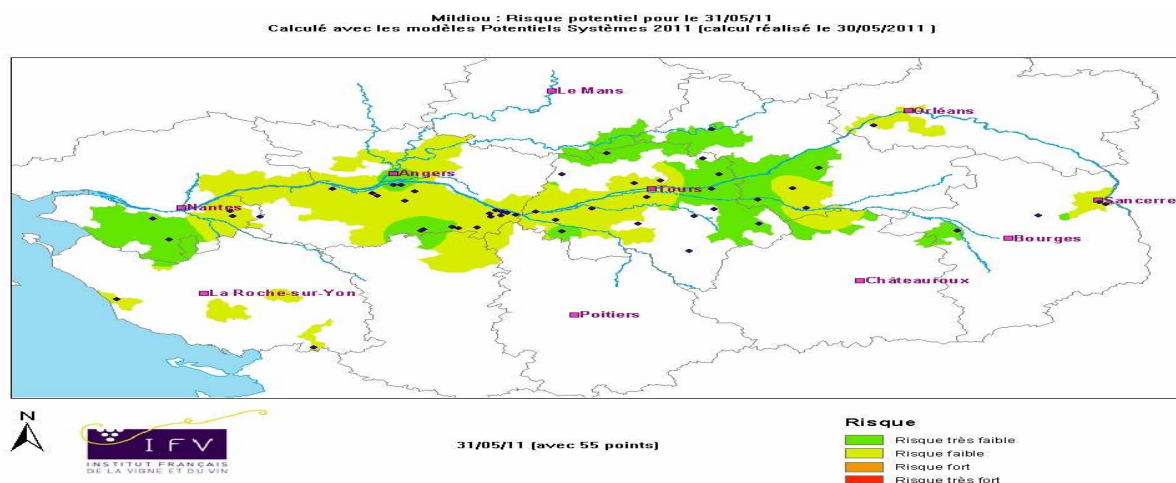 Mildiou : Risque potentiel pour le 31/05/11
Calculé avec les modèles Potentiels Systèmes 2011 (calcul réalisé le 30/05/2011 )
Le Mans
Orléans
Angers
Tours
Nantes
Sancerre
Bourges
La Roche-sur-Yon
Châteauroux
Poitiers
N
IFV
INSTITUT FRANÇAIS
DE LA VIGNE ET DU VIN
31/05/11 (avec 55 points)
Risque
Risque très faible
Risque faible
Risque fort
Risque très fort